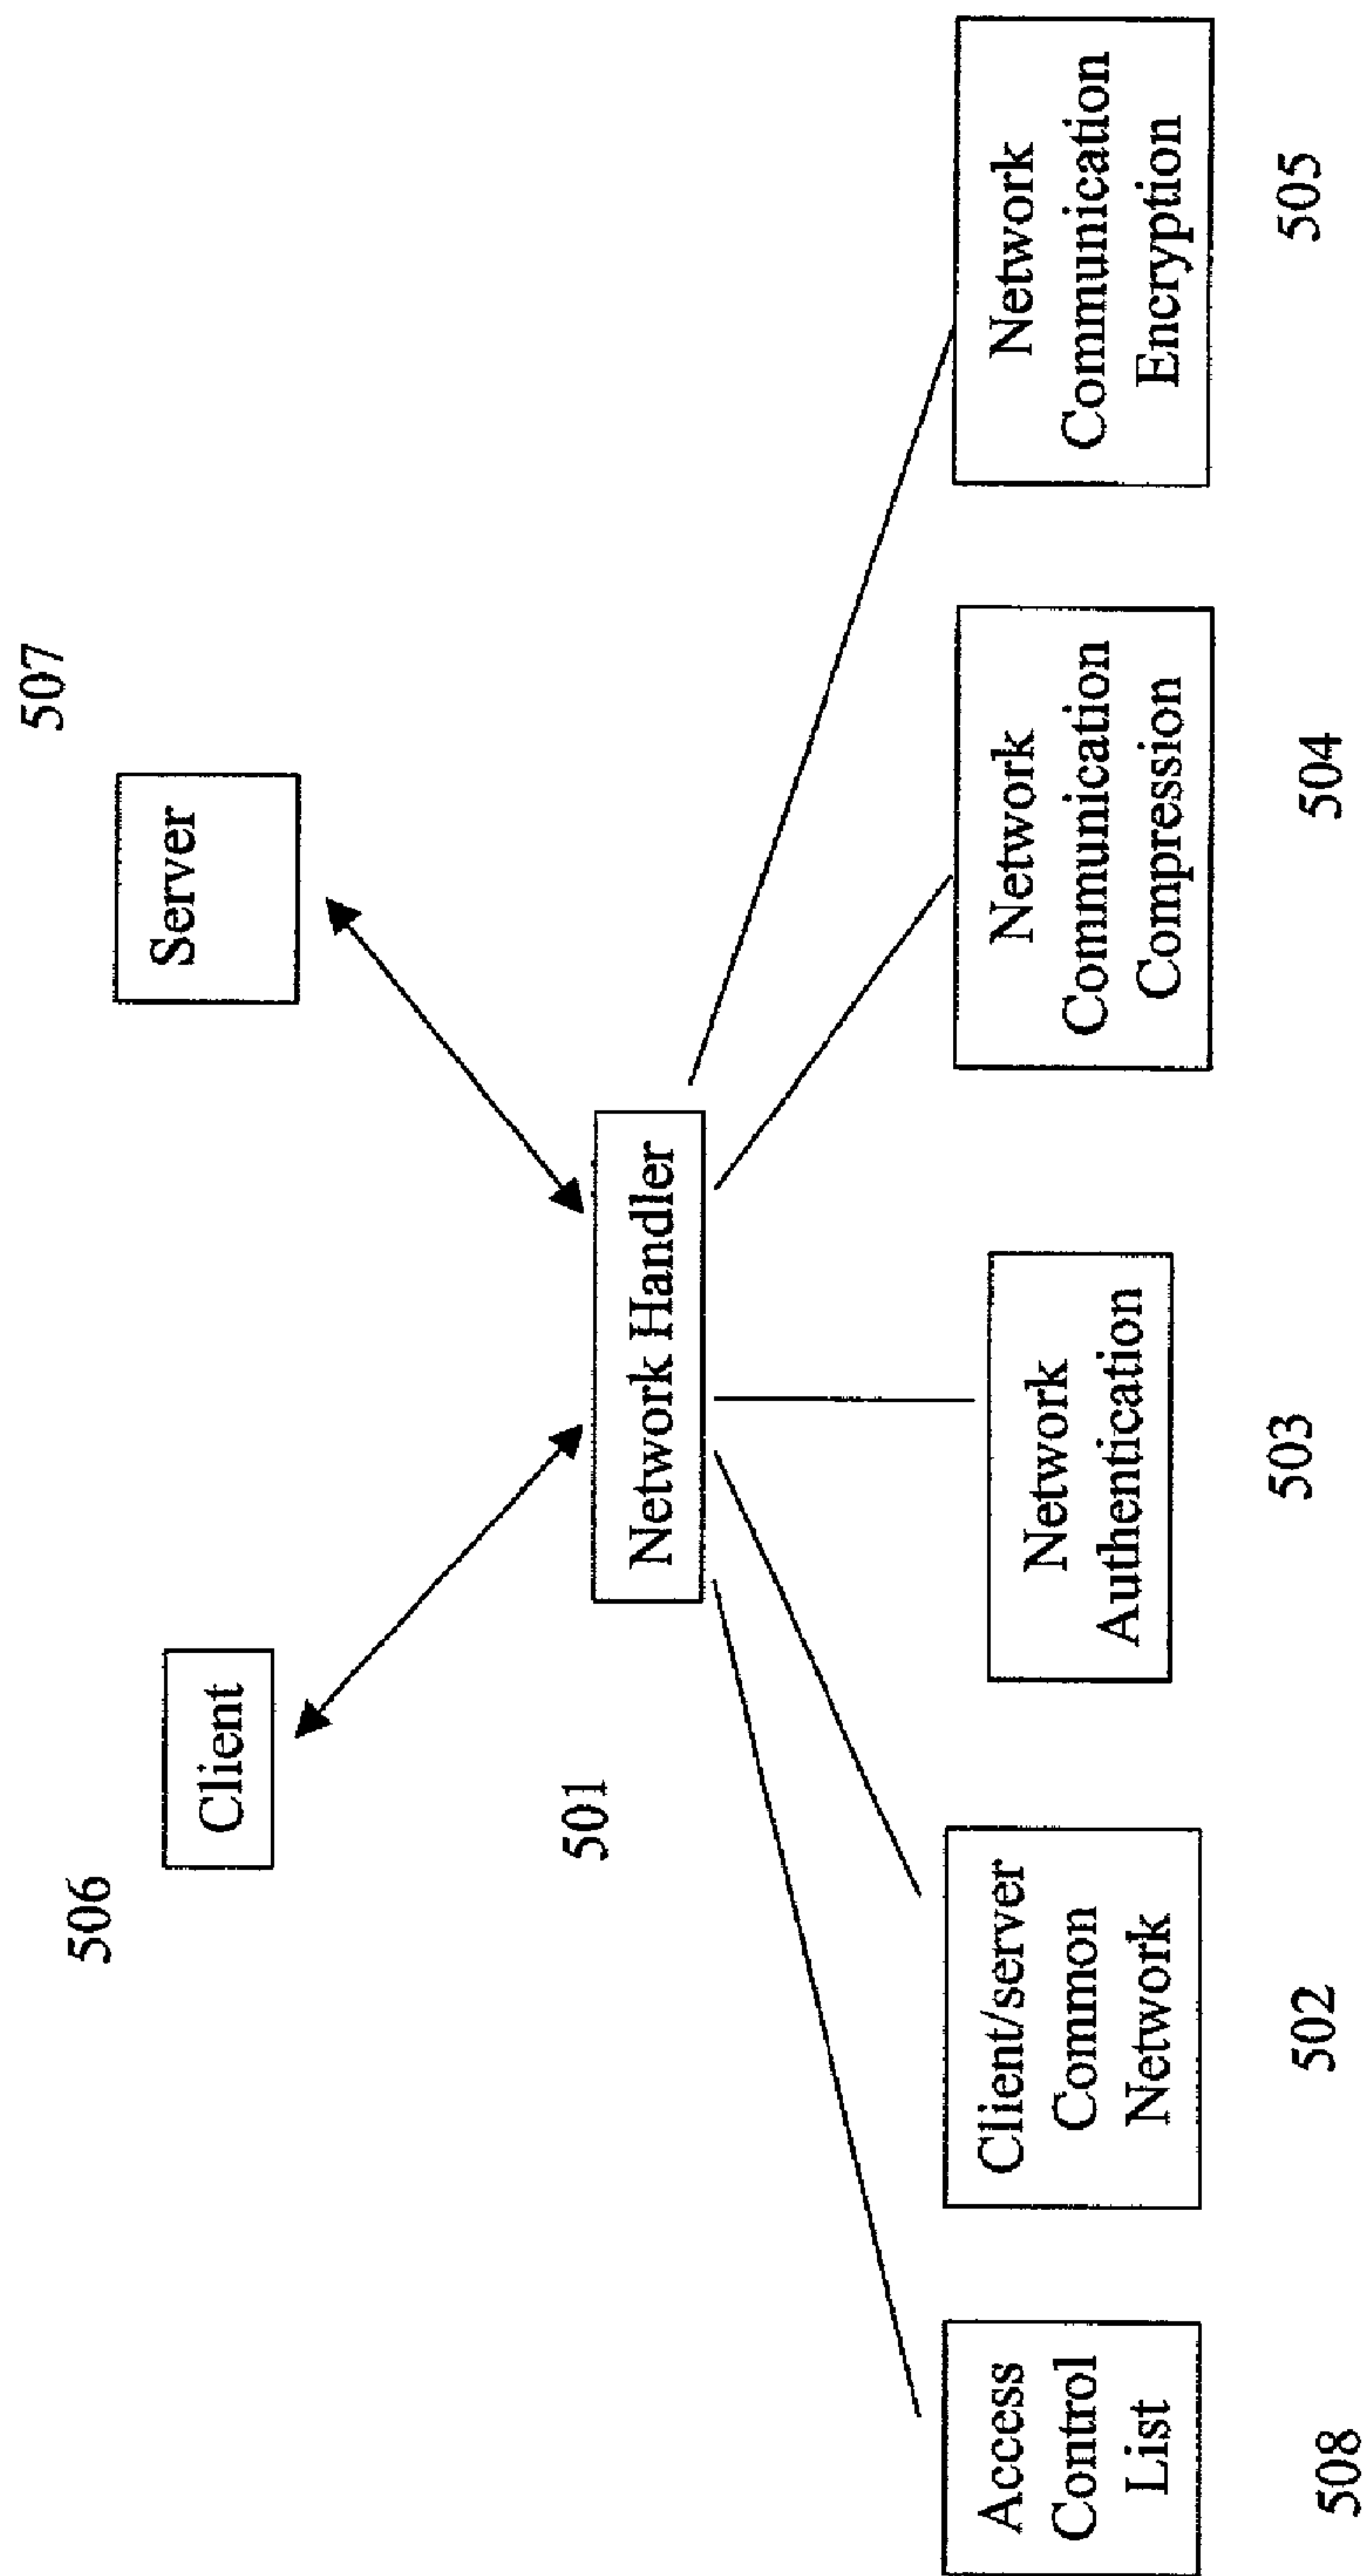 506
Client
507
Server
501
Network Handler
Access
Control
List
508
Client/server
Common
Network
502
Network
Authentication
503
Network
Communication
Compression
504
Network
Communication
Encryption
505